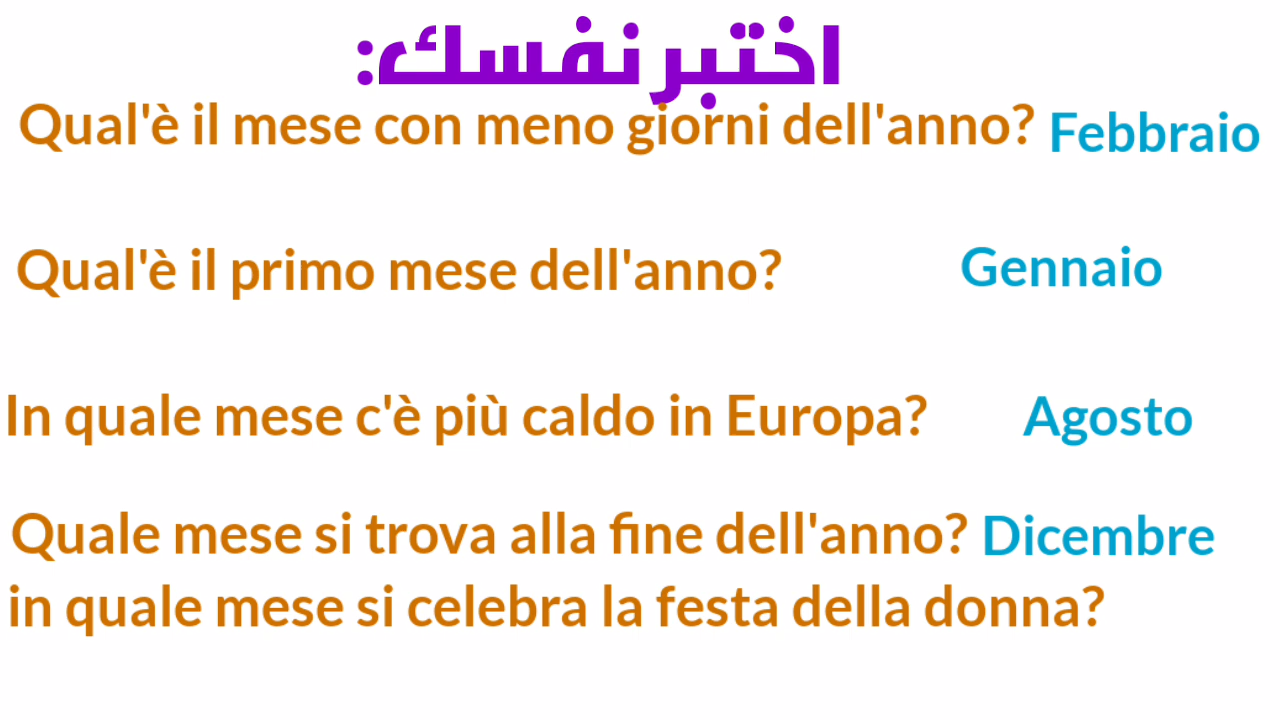 اختبر نفسك:
Qual'è il mese con meno giorni dell'anno? Febbraio
Qual'è il primo mese dell'anno? Gennaio
In quale mese c'è più caldo in Europa? Agosto
Quale mese si trova alla fine dell'anno? Dicembre
in quale mese si celebra la festa della donna?